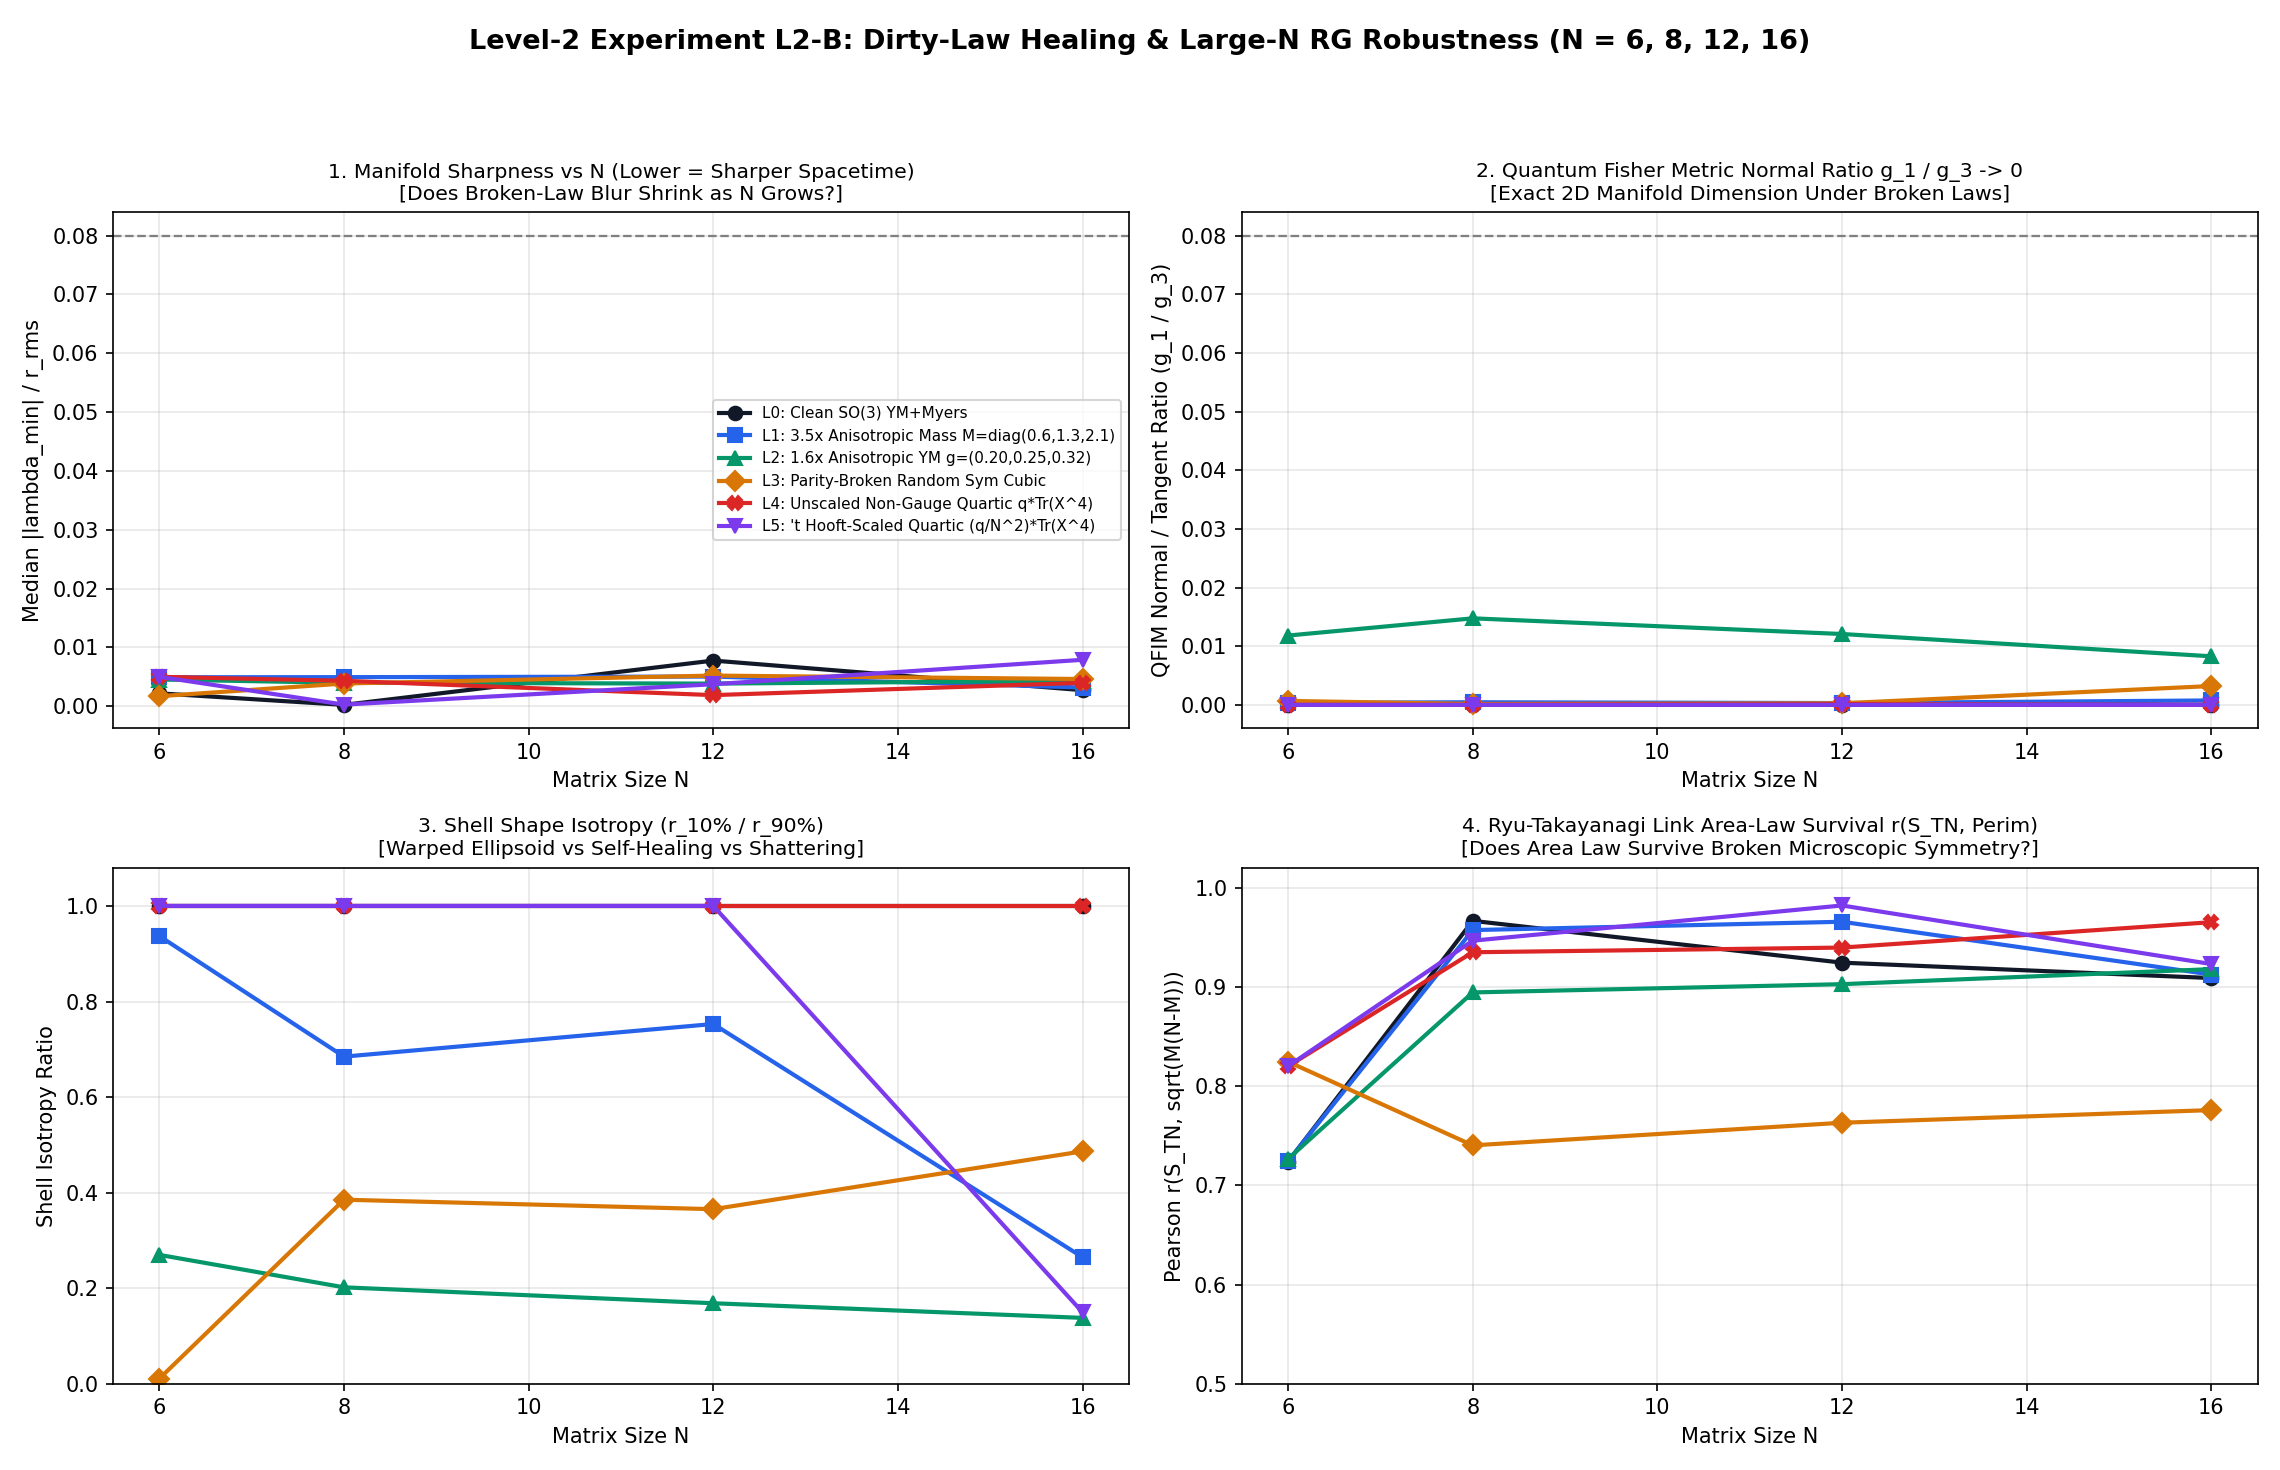 Level-2 Experiment L2-B: Dirty-Law Healing & Large-N RG Robustness (N = 6, 8, 12, 16)
1. Manifold Sharpness vs N (Lower = Sharper Spacetime)
[Does Broken-Law Blur Shrink as N Grows?]
Median |lambda_min| / r_rms
0.08
0.07
0.06
0.05
0.04
0.03
0.02
0.01
0.00
L0: Clean SO(3) YM+Myers
L1: 3.5x Anisotropic Mass M=diag(0.6,1.3,2.1)
L2: 1.6x Anisotropic YM g=(0.20,0.25,0.32)
L3: Parity-Broken Random Sym Cubic
L4: Unscaled Non-Gauge Quartic q*Tr(X^4)
L5: 't Hooft-Scaled Quartic (q/N^2)*Tr(X^4)
6 8 10 12 14 16
Matrix Size N
2. Quantum Fisher Metric Normal Ratio g_1 / g_3 -> 0
[Exact 2D Manifold Dimension Under Broken Laws]
QFIM Normal / Tangent Ratio (g_1 / g_3)
0.08
0.07
0.06
0.05
0.04
0.03
0.02
0.01
0.00
6 8 10 12 14 16
Matrix Size N
3. Shell Shape Isotropy (r_10% / r_90%)
[Warped Ellipsoid vs Self-Healing vs Shattering]
Shell Isotropy Ratio
1.0
0.8
0.6
0.4
0.2
0.0
6 8 10 12 14 16
Matrix Size N
4. Ryu-Takayanagi Link Area-Law Survival r(S_TN, Perim)
[Does Area Law Survive Broken Microscopic Symmetry?]
Pearson r(S_TN, sqrt(M(N-M)))
1.0
0.9
0.8
0.7
0.6
0.5
6 8 10 12 14 16
Matrix Size N